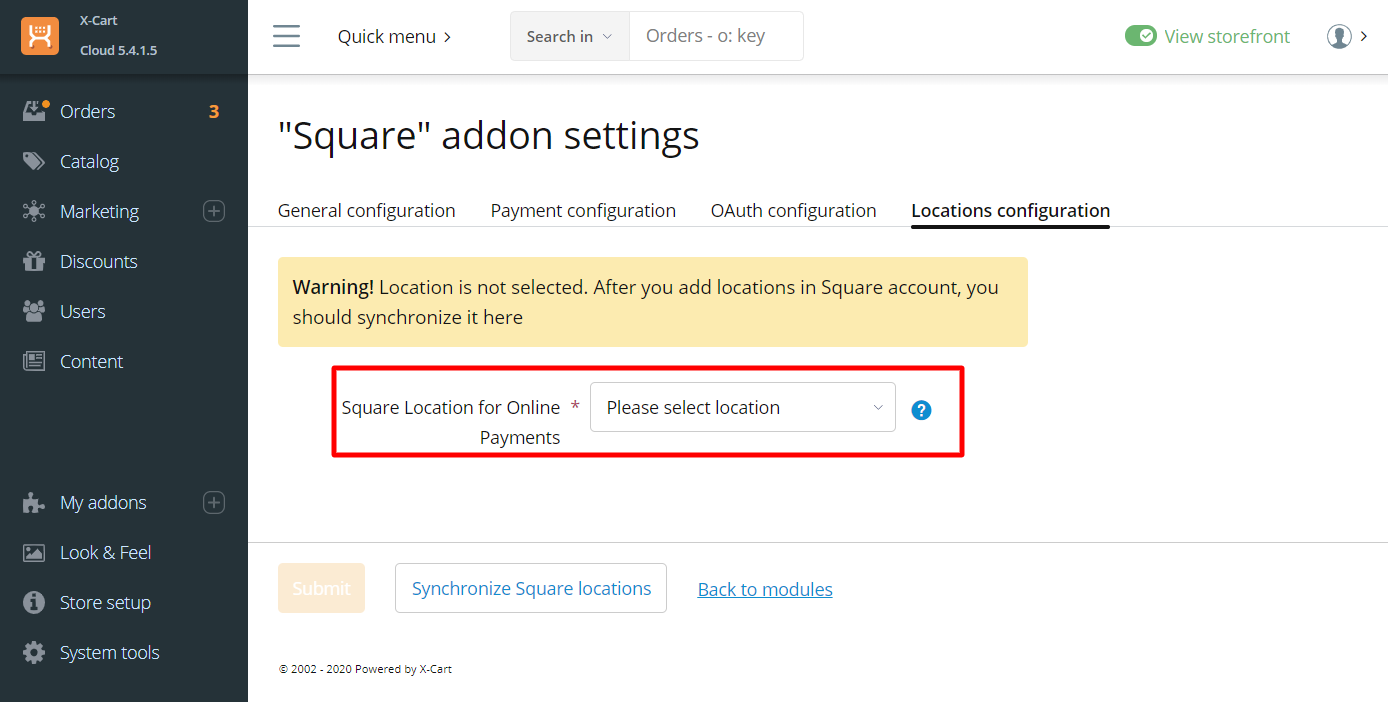 X-Cart
Cloud 5.4.1.5
Quick menu
Search in
Orders - o: key
View storefront
Orders 3
Catalog
Marketing
Discounts
Users
Content
My addons
Look & Feel
Store setup
System tools
"Square" addon settings
General configuration
Payment configuration
OAuth configuration
Locations configuration
Warning! Location is not selected. After you add locations in Square account, you
should synchronize it here
Square Location for Online *
Payments
Please select location
?
Submit
Synchronize Square locations
Back to modules
© 2002 - 2020 Powered by X-Cart